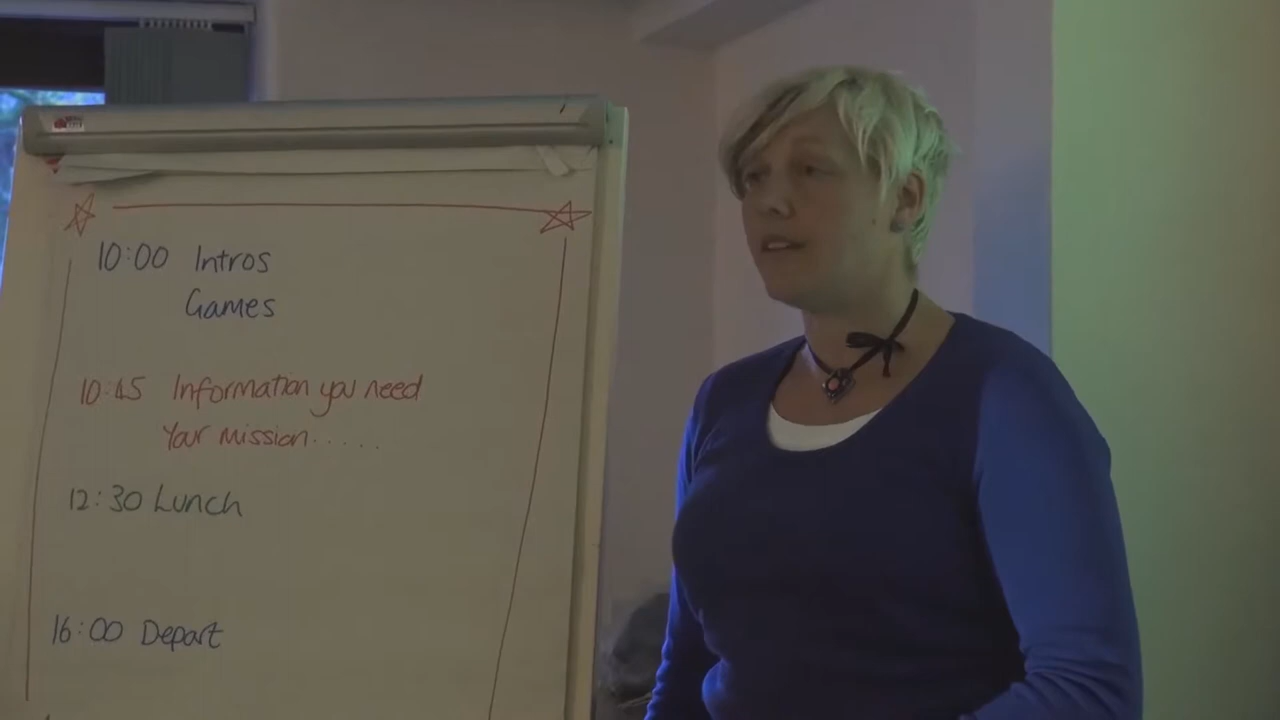 10:00 Intros
Games
10:45 Information you need
Your mission.....
12:30 Lunch
16:00 Depart